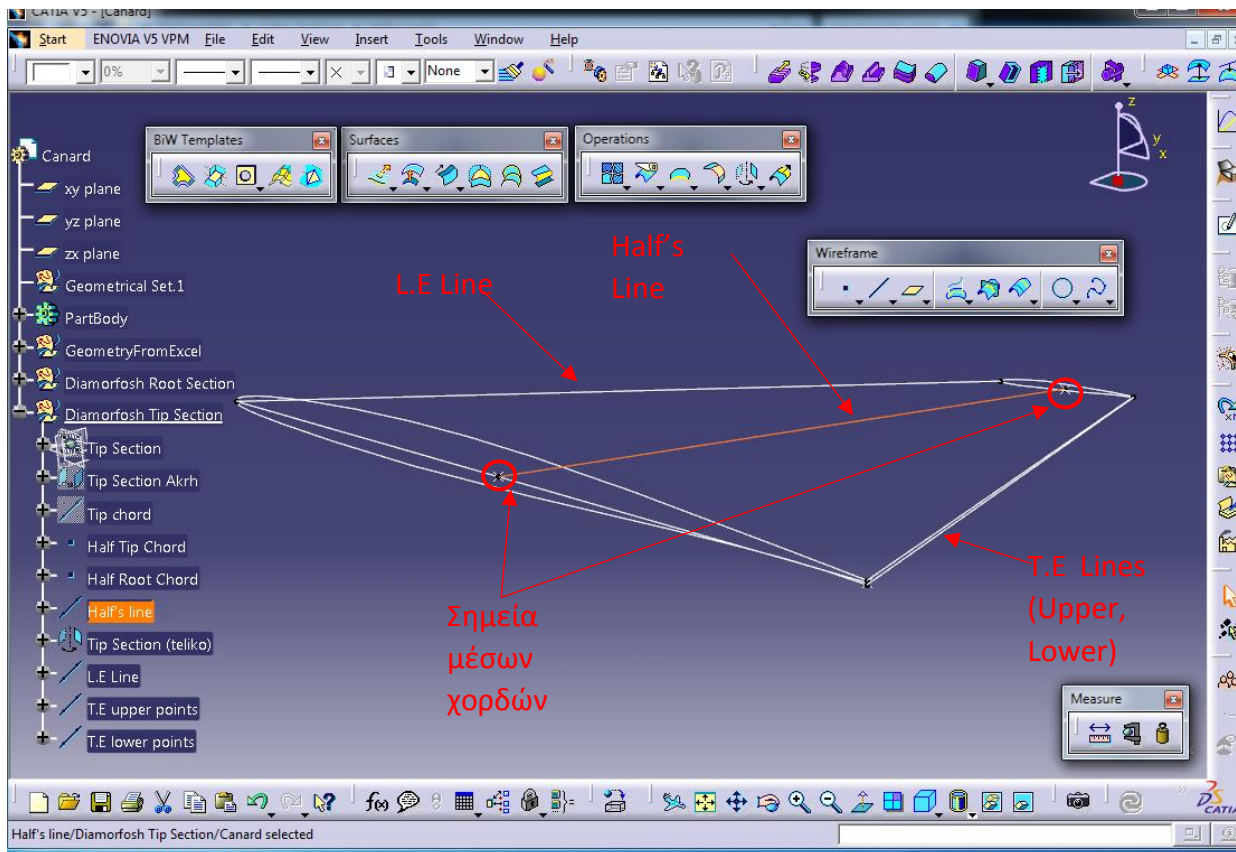 CATIA V5 - [Canard]
Start ENOVIA V5 VPM File Edit View Insert Tools Window Help
0% None
BiW Templates
Surfaces
Operations
Wireframe
z
y
x
Canard
xy plane
yz plane
zx plane
Geometrical Set.1
PartBody
GeometryFromExcel
Diamorfosh Root Section
Diamorfosh Tip Section
Tip Section
Tip Section Akrh
Tip chord
Half Tip Chord
Half Root Chord
Half's line
Tip Section (teliko)
L.E Line
T.E upper points
T.E lower points
L.E Line
Half's
Line
Σημεία
μέσων
χορδών
T.E Lines
(Upper,
Lower)
Measure
f(x)
CATIA
Half's line/Diamorfosh Tip Section/Canard selected